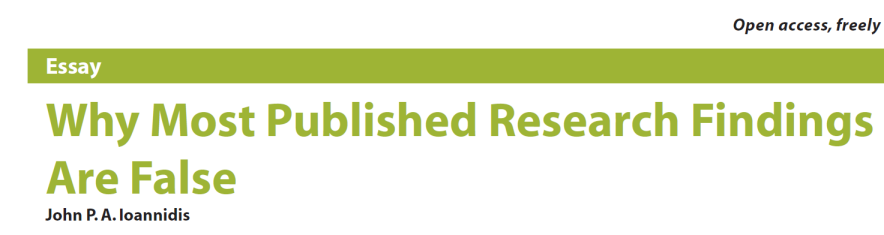 Open access, freely
Essay
Why Most Published Research Findings
Are False
John P. A. Ioannidis